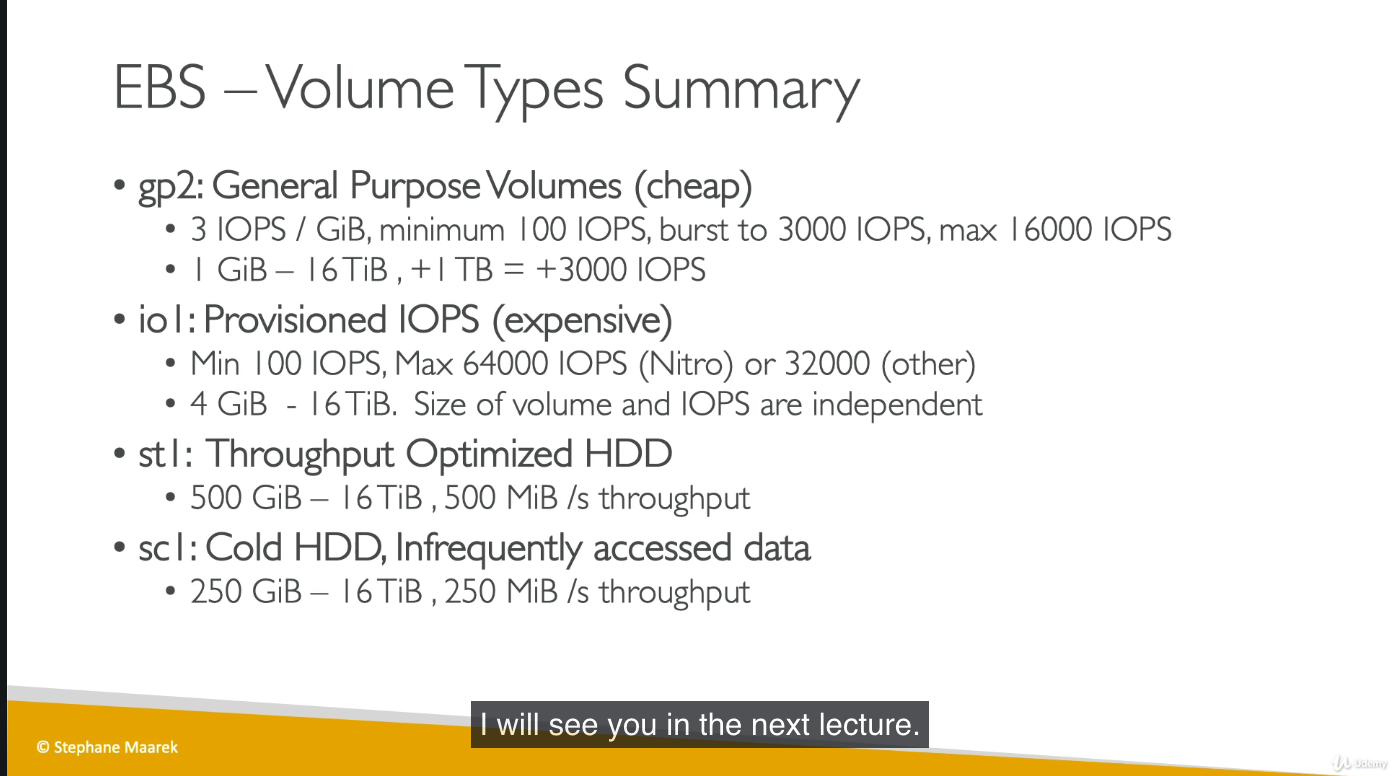 EBS – Volume Types Summary
• gp2: General Purpose Volumes (cheap)
• 3 IOPS / GiB, minimum 100 IOPS, burst to 3000 IOPS, max 16000 IOPS
• 1 GiB – 16 TiB , +1 TB = +3000 IOPS
• io1: Provisioned IOPS (expensive)
• Min 100 IOPS, Max 64000 IOPS (Nitro) or 32000 (other)
• 4 GiB - 16 TiB. Size of volume and IOPS are independent
• st1: Throughput Optimized HDD
• 500 GiB – 16 TiB , 500 MiB /s throughput
• sc1: Cold HDD, Infrequently accessed data
• 250 GiB – 16 TiB , 250 MiB /s throughput
I will see you in the next lecture.
© Stephane Maarek
Udemy